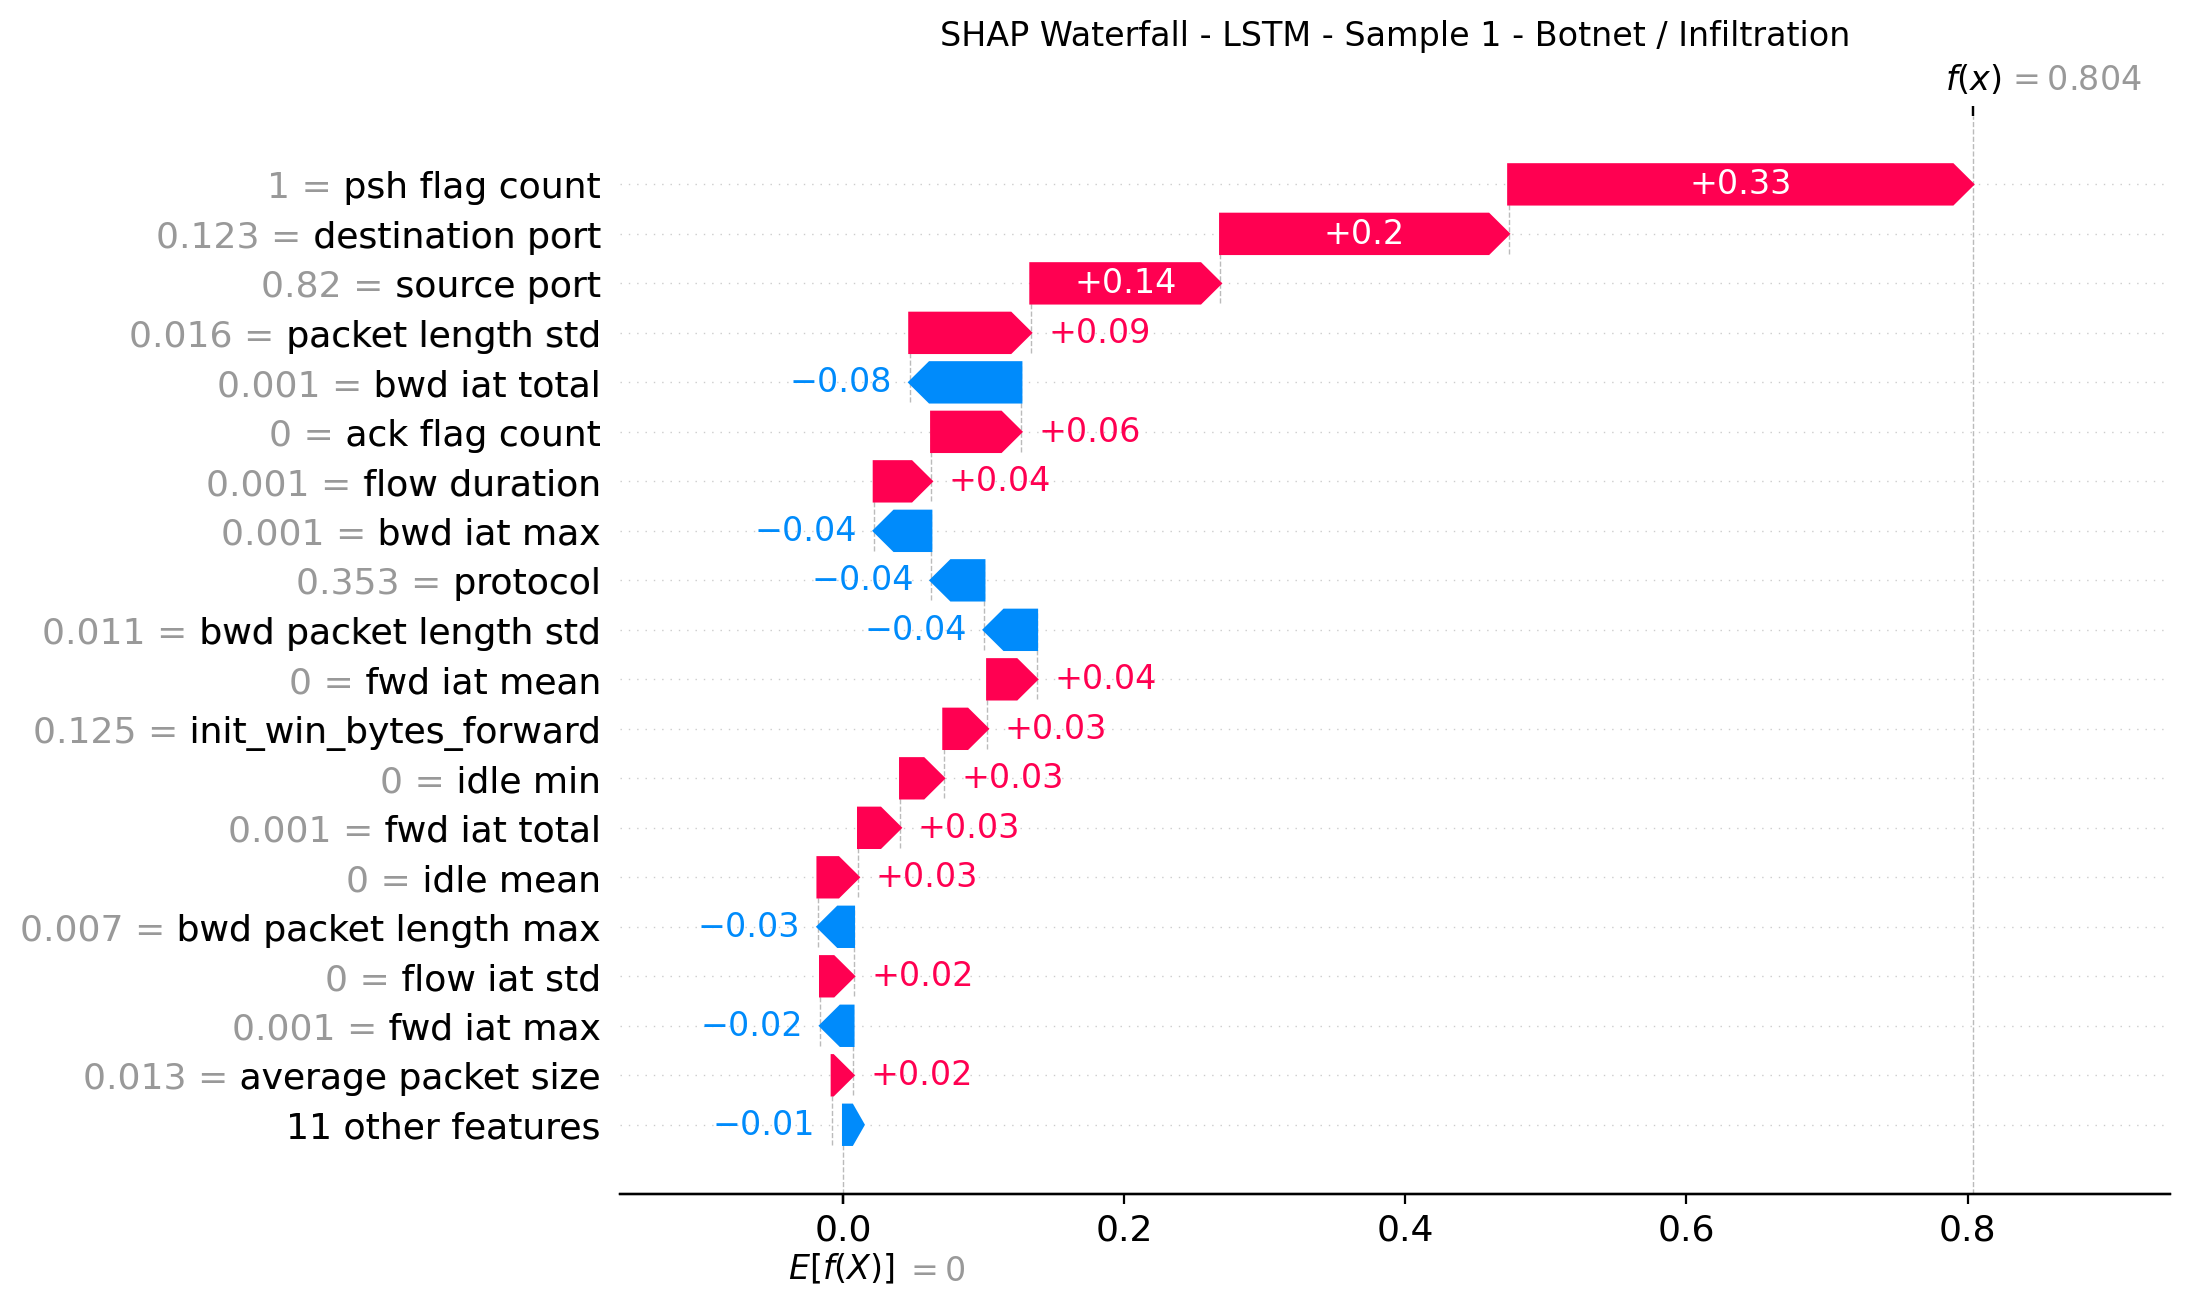 SHAP Waterfall - LSTM - Sample 1 - Botnet / Infiltration
f(x) = 0.804
1 = psh flag count +0.33
0.123 = destination port +0.2
0.82 = source port +0.14
0.016 = packet length std +0.09
0.001 = bwd iat total −0.08
0 = ack flag count +0.06
0.001 = flow duration +0.04
0.001 = bwd iat max −0.04
0.353 = protocol −0.04
0.011 = bwd packet length std −0.04
0 = fwd iat mean +0.04
0.125 = init_win_bytes_forward +0.03
0 = idle min +0.03
0.001 = fwd iat total +0.03
0 = idle mean +0.03
0.007 = bwd packet length max −0.03
0 = flow iat std +0.02
0.001 = fwd iat max −0.02
0.013 = average packet size +0.02
11 other features −0.01
0.0 0.2 0.4 0.6 0.8
E[f(X)] = 0